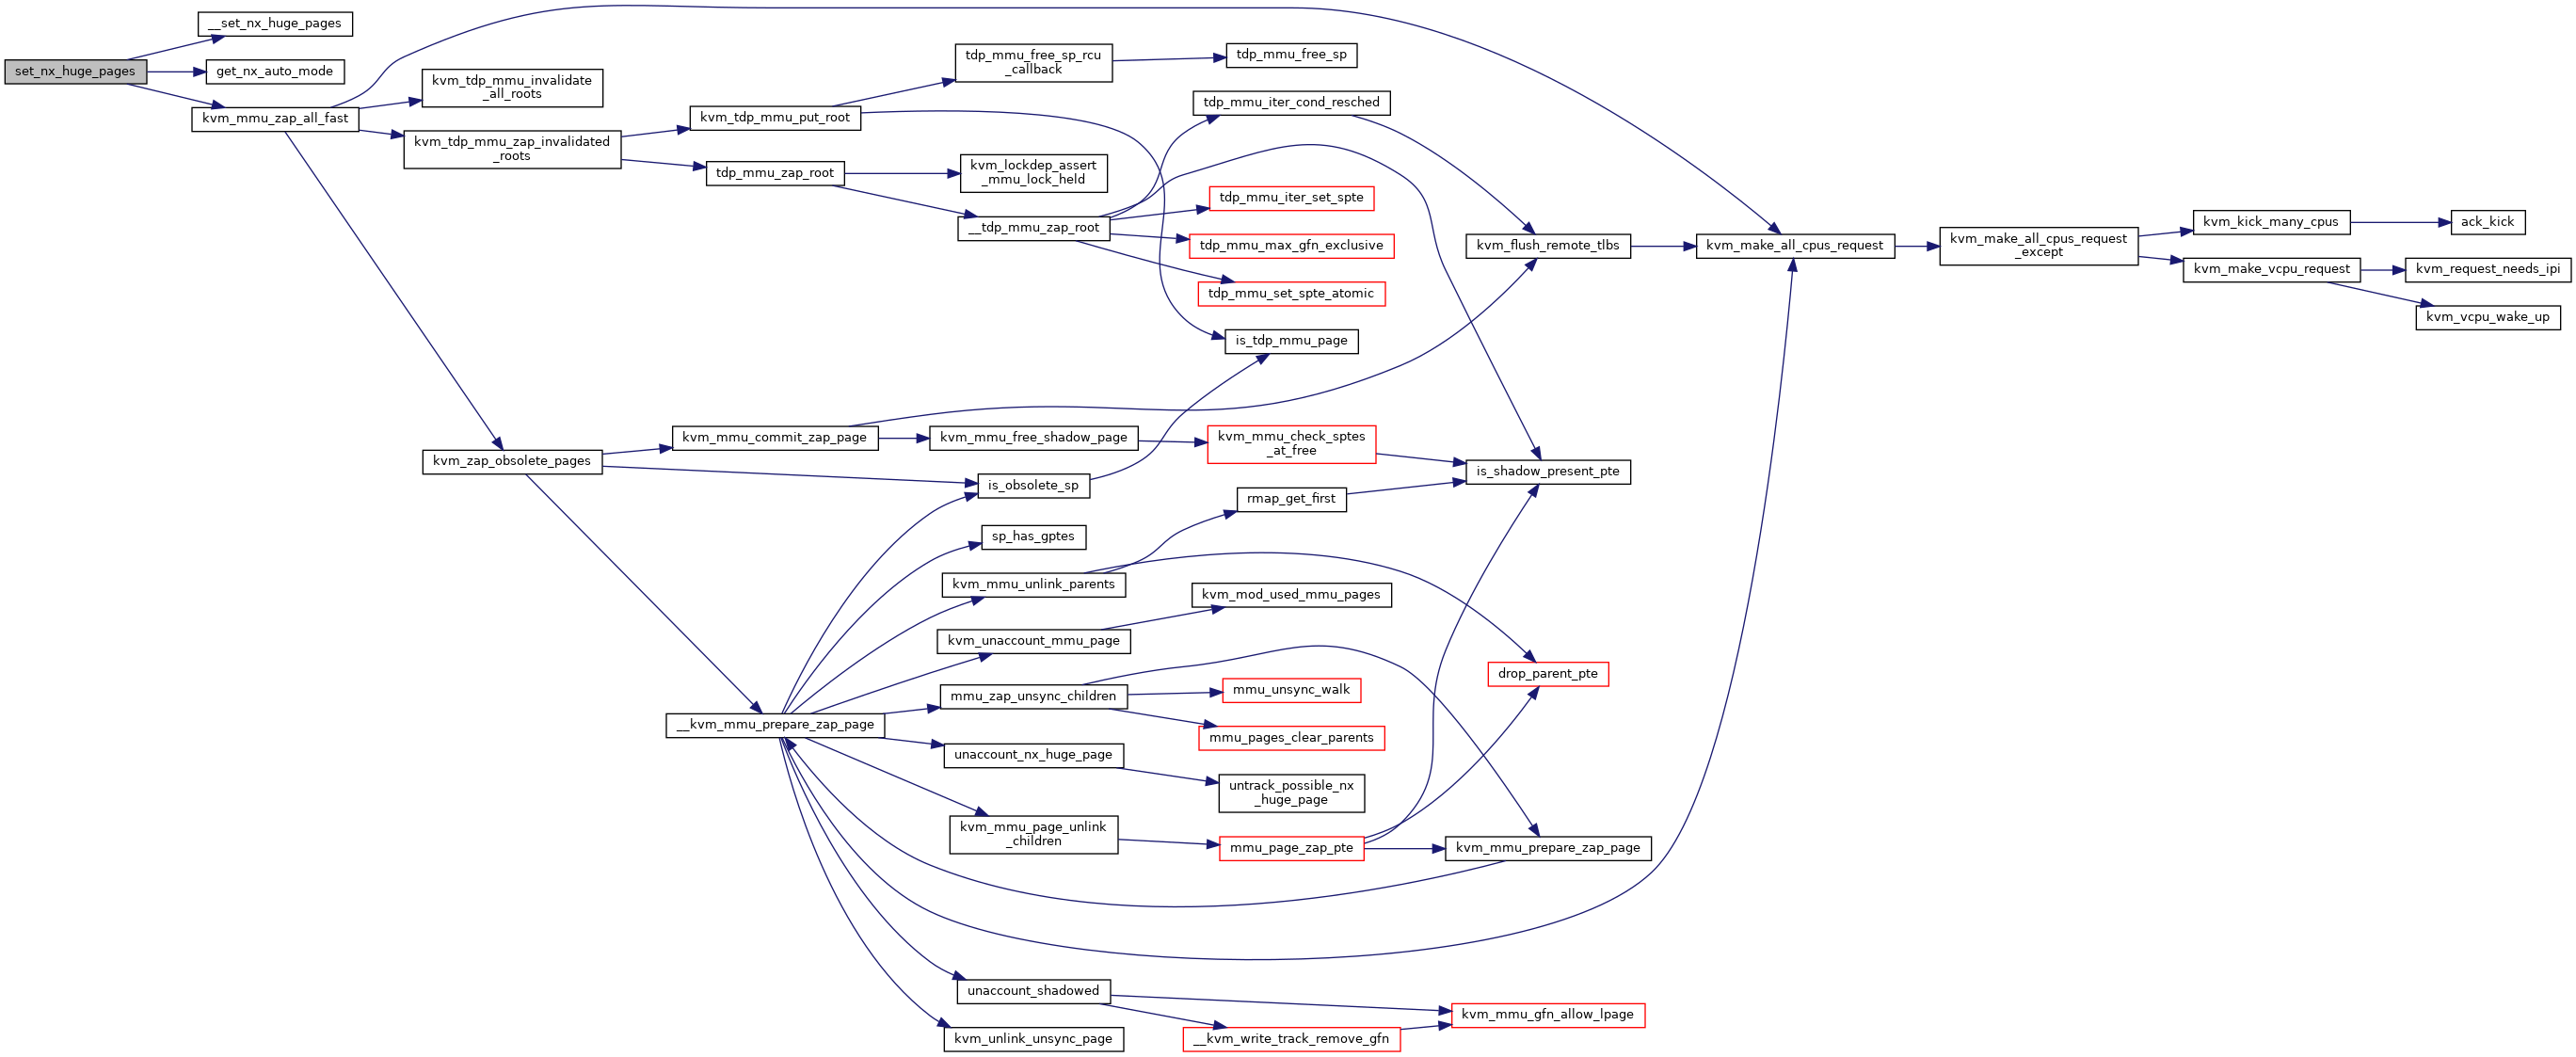 __set_nx_huge_pages
set_nx_huge_pages
get_nx_auto_mode
kvm_mmu_zap_all_fast
kvm_tdp_mmu_invalidate
_all_roots
kvm_tdp_mmu_zap_invalidated
_roots
kvm_zap_obsolete_pages
kvm_tdp_mmu_put_root
tdp_mmu_zap_root
kvm_mmu_commit_zap_page
__kvm_mmu_prepare_zap_page
tdp_mmu_free_sp_rcu
_callback
kvm_lockdep_assert
_mmu_lock_held
__tdp_mmu_zap_root
kvm_mmu_free_shadow_page
is_obsolete_sp
sp_has_gptes
kvm_mmu_unlink_parents
kvm_unaccount_mmu_page
mmu_zap_unsync_children
unaccount_nx_huge_page
kvm_mmu_page_unlink
_children
unaccount_shadowed
kvm_unlink_unsync_page
tdp_mmu_free_sp
tdp_mmu_iter_cond_resched
tdp_mmu_iter_set_spte
tdp_mmu_max_gfn_exclusive
tdp_mmu_set_spte_atomic
is_tdp_mmu_page
kvm_mmu_check_sptes
_at_free
rmap_get_first
kvm_mod_used_mmu_pages
mmu_unsync_walk
mmu_pages_clear_parents
untrack_possible_nx
_huge_page
mmu_page_zap_pte
__kvm_write_track_remove_gfn
kvm_flush_remote_tlbs
is_shadow_present_pte
drop_parent_pte
kvm_mmu_prepare_zap_page
kvm_mmu_gfn_allow_lpage
kvm_make_all_cpus_request
kvm_make_all_cpus_request
_except
kvm_kick_many_cpus
kvm_make_vcpu_request
ack_kick
kvm_request_needs_ipi
kvm_vcpu_wake_up